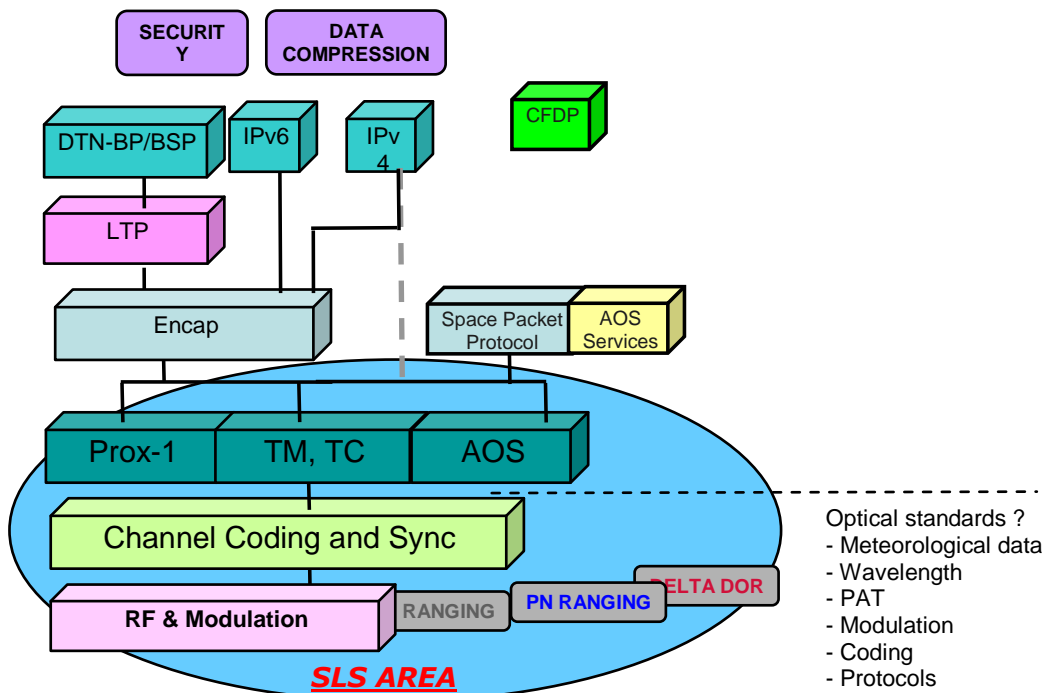 SECURIT
Y
DATA
COMPRESSION
CFDP
DTN-BP/BSP
IPv6
IPv
4
LTP
Encap
Space Packet
Protocol
AOS
Services
Prox-1
TM, TC
AOS
Channel Coding and Sync
RF & Modulation
RANGING
PN RANGING
DELTA DOR
SLS AREA
Optical standards ?
- Meteorological data
- Wavelength
- PAT
- Modulation
- Coding
- Protocols